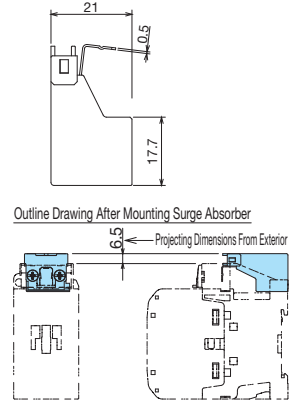 21
0.5
17.7
Outline Drawing After Mounting Surge Absorber
6.5
Projecting Dimensions From Exterior